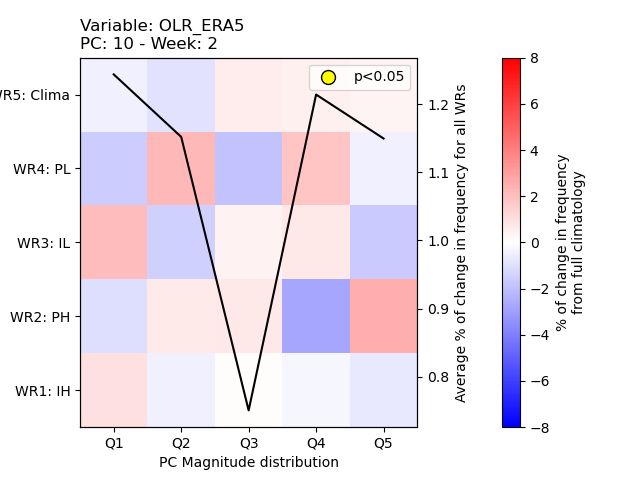 Variable: OLR_ERA5
PC: 10 - Week: 2
p<0.05
WR5: Clima
WR4: PL
WR3: IL
WR2: PH
WR1: IH
Q1 Q2 Q3 Q4 Q5
PC Magnitude distribution
1.2
1.1
1.0
0.9
0.8
Average % of change in frequency for all WRs
8
6
4
2
0
−2
−4
−6
−8
% of change in frequency
from full climatology